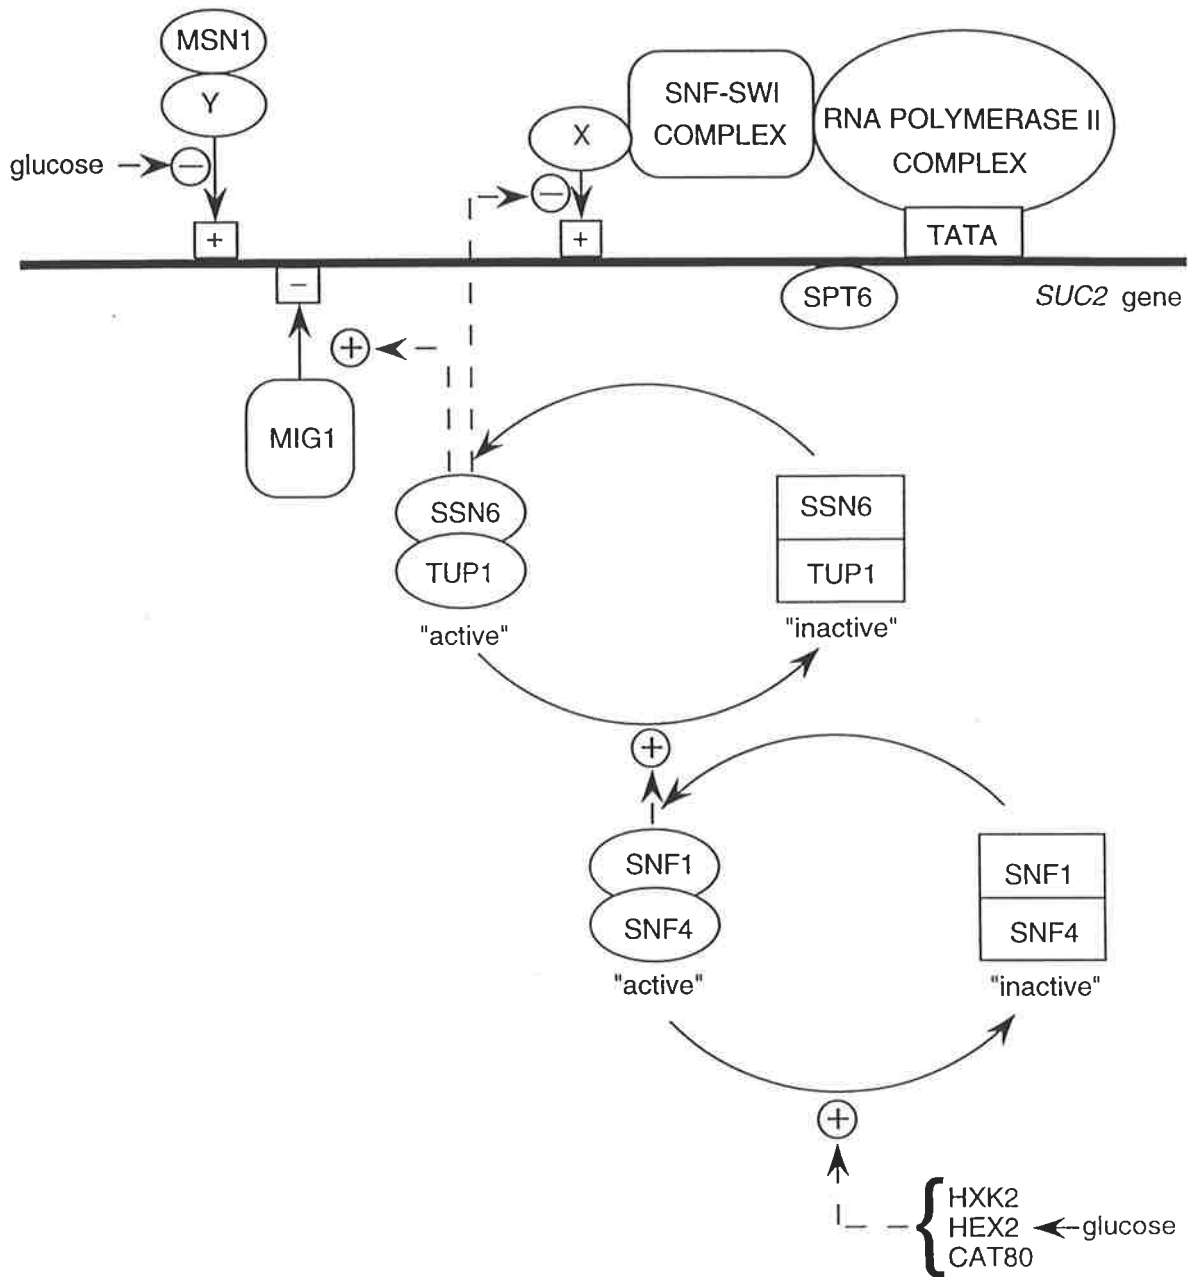 MSN1
Y
glucose
−
+
X
−
+
SNF-SWI
COMPLEX
RNA POLYMERASE II
COMPLEX
TATA
SPT6
SUC2 gene
−
+
MIG1
SSN6
TUP1
"active"
SSN6
TUP1
"inactive"
+
SNF1
SNF4
"active"
SNF1
SNF4
"inactive"
+
HXK2
HEX2
CAT80
glucose